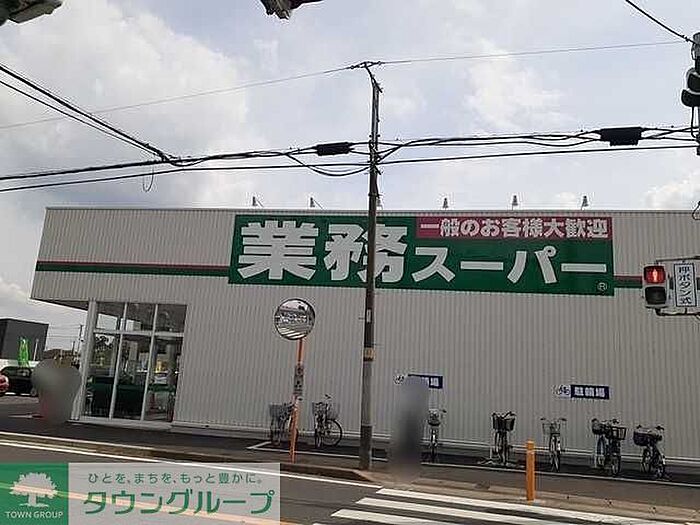 一般のお客様大歓迎
業務スーパー®
押ボタン式
駐輪場
ひとを、まちを、もっと豊かに。
タウングループ
TOWN GROUP